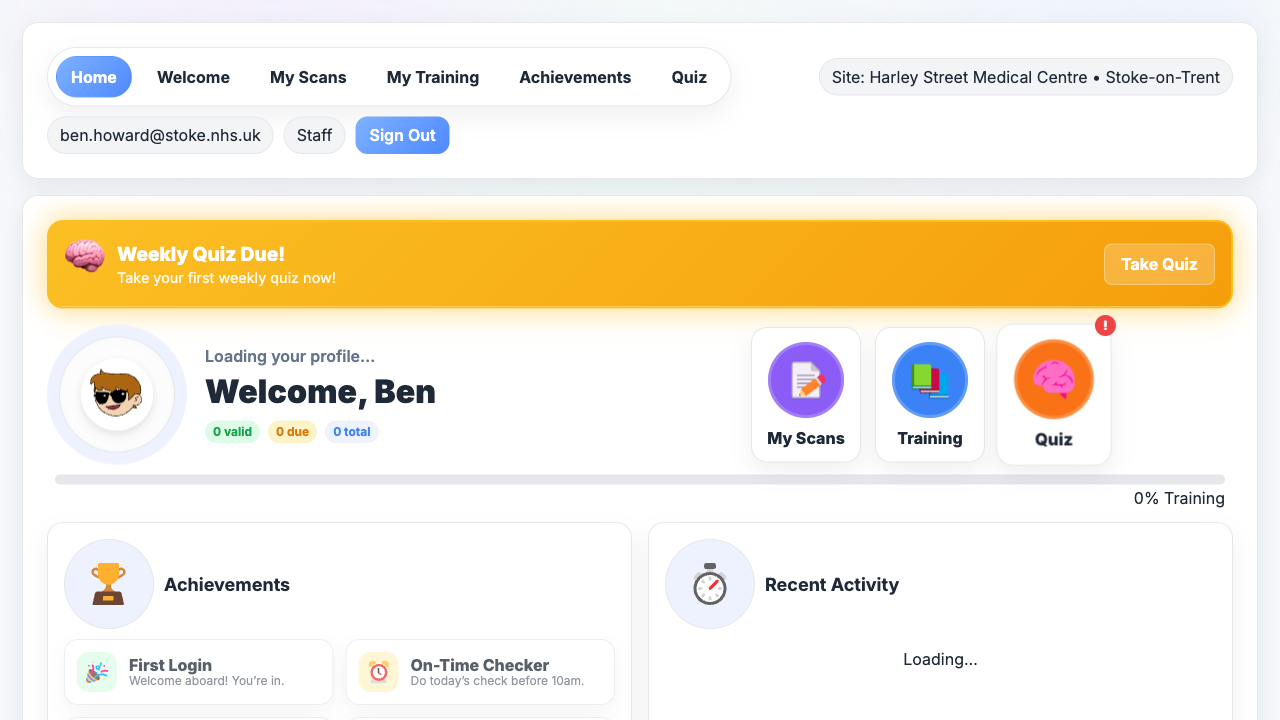 Home
Welcome
My Scans
My Training
Achievements
Quiz
Site: Harley Street Medical Centre • Stoke-on-Trent
ben.howard@stoke.nhs.uk
Staff
Sign Out
Weekly Quiz Due!
Take your first weekly quiz now!
Take Quiz
Loading your profile…
Welcome, Ben
0 valid
0 due
0 total
My Scans
Training
Quiz
!
0% Training
Achievements
First Login
Welcome aboard! You’re in.
On-Time Checker
Do today’s check before 10am.
Recent Activity
Loading…